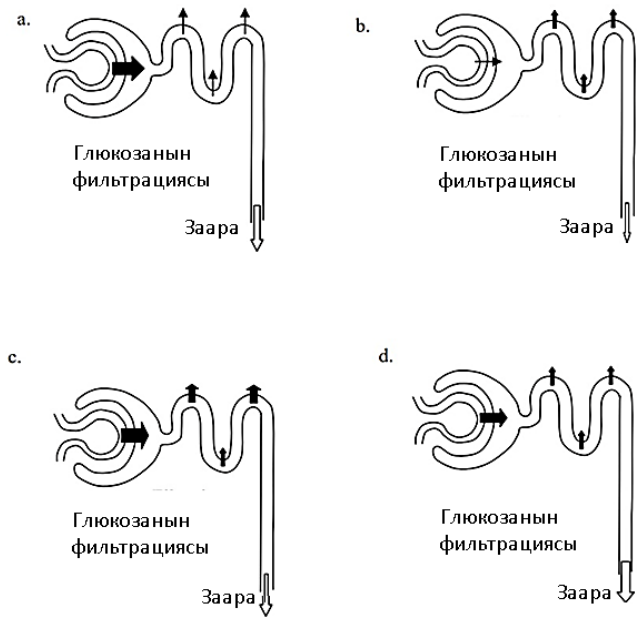 a.
Глюкозанын
фильтрациясы
Заара
b.
Глюкозанын
фильтрациясы
Заара
c.
Глюкозанын
фильтрациясы
Заара
d.
Глюкозанын
фильтрациясы
Заара